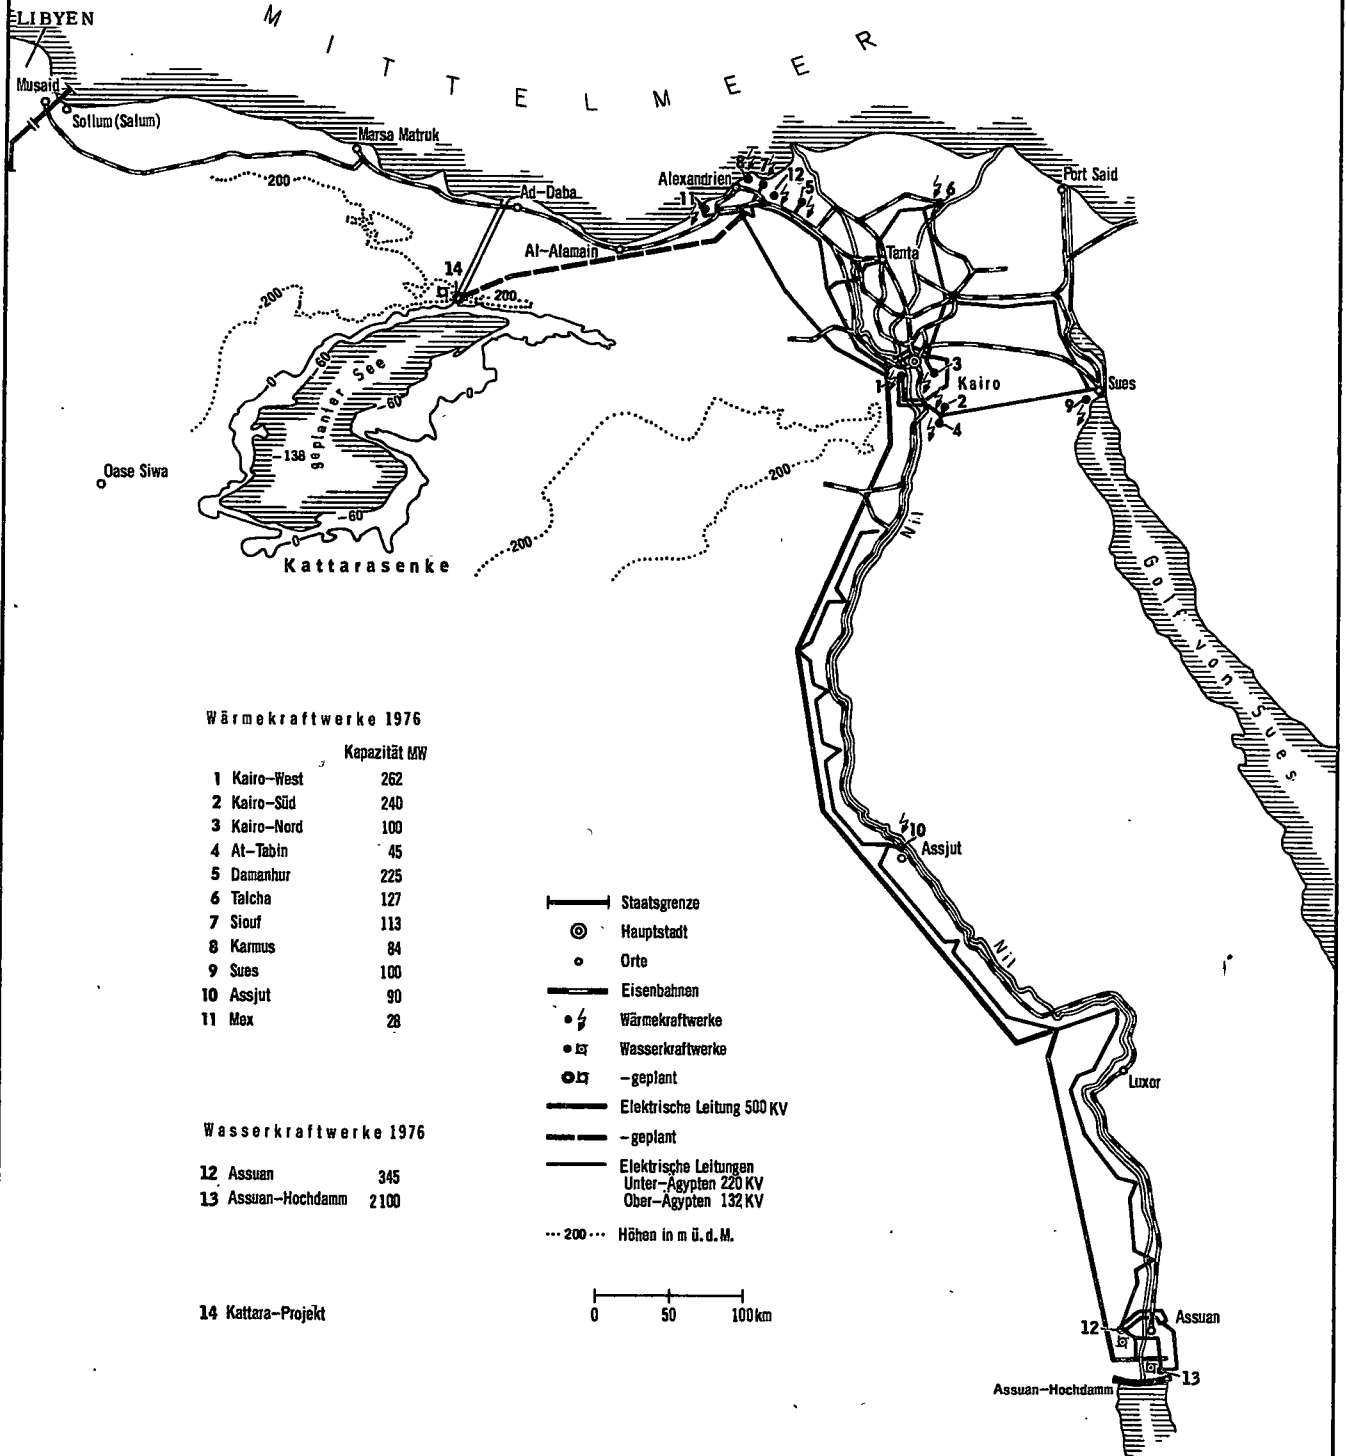 LIBYEN
MITTELMEER
Musaid
Sollum (Salum)
Marsa Matruk
200
Ad-Daba
Alexandrien
8
7
12
5
11
6
Port Said
Al-Alamain
Tanta
14
200
200
60
geplanter See
0
-60
0
1
3
Kairo
2
4
9
Sues
-138
Oase Siwa
200
-60
0
200
Nil
Kattarasenke
Golf von Sues
Wärmekraftwerke 1976
Kapazität MW
1 Kairo-West 262
2 Kairo-Süd 240
3 Kairo-Nord 100
4 At-Tabin 45
5 Damanhur 225
6 Talcha 127
7 Siouf 113
8 Karmus 84
9 Sues 100
10 Assjut 90
11 Mex 28
10
Assjut
Nil
Luxor
Staatsgrenze
Hauptstadt
Orte
Eisenbahnen
Wärmekraftwerke
Wasserkraftwerke
-geplant
Elektrische Leitung 500 KV
-geplant
Elektrische Leitungen
Unter-Ägypten 220 KV
Ober-Ägypten 132 KV
200 Höhen in m ü.d.M.
Wasserkraftwerke 1976
12 Assuan 345
13 Assuan-Hochdamm 2100
14 Kattara-Projekt
0 50 100 km
12
Assuan
13
Assuan-Hochdamm